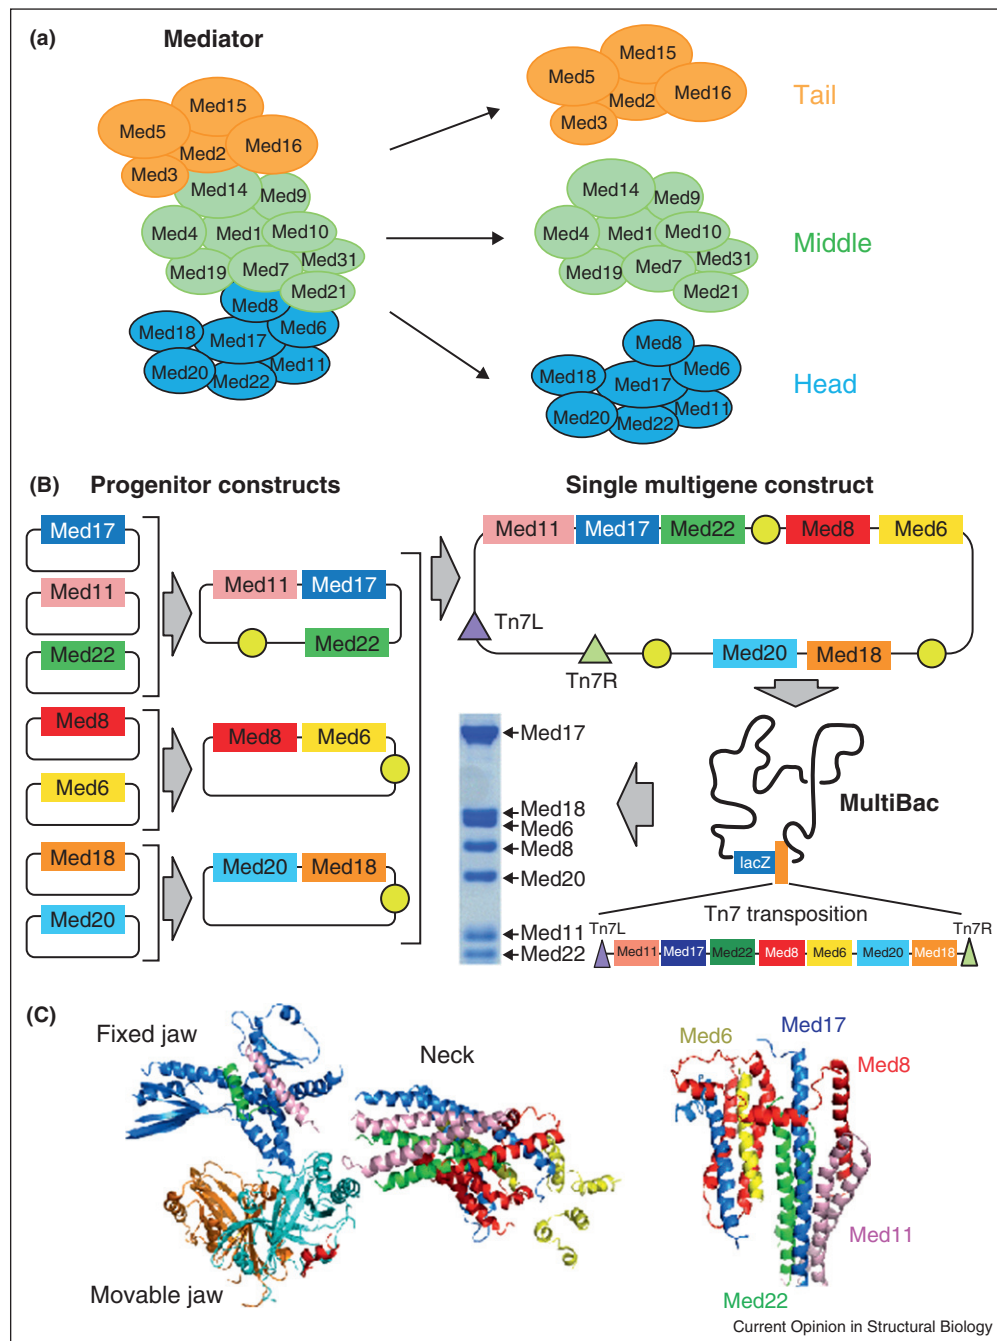 (a)
Mediator
Med15
Med5
Med16
Med2
Med3
Med14
Med9
Med4
Med1
Med10
Med31
Med19
Med7
Med21
Med8
Med18
Med6
Med17
Med11
Med20
Med22
Med15
Med5
Med16
Med2
Med3
Tail
Med14
Med9
Med4
Med1
Med10
Med31
Med19
Med7
Med21
Middle
Med8
Med18
Med6
Med17
Med11
Med20
Med22
Head
(B)
Progenitor constructs
Single multigene construct
Med17
Med11
Med22
Med8
Med6
Med18
Med20
Med11 Med17
Med22
Med8 Med6
Med20 Med18
Med11 Med17 Med22 Med8 Med6
Tn7L
Tn7R
Med20 Med18
Med17
Med18
Med6
Med8
Med20
Med11
Med22
MultiBac
lacZ
Tn7 transposition
Tn7L
Tn7R
Med11 Med17 Med22 Med8 Med6 Med20 Med18
(C)
Fixed jaw
Neck
Movable jaw
Med6
Med17
Med8
Med11
Med22
Current Opinion in Structural Biology